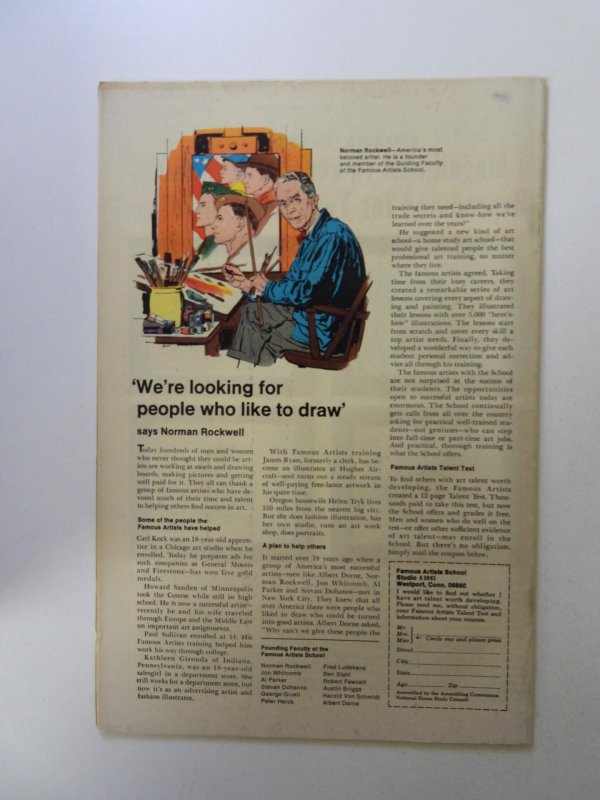 Norman Rockwell—America's most
beloved artist. He is a founder
and member of the Guiding Faculty
of the Famous Artists School.
'We're looking for
people who like to draw'
says Norman Rockwell
Today hundreds of men and women
who never thought they could be art-
ists are working at easels and drawing
boards, making pictures and getting
well paid for it. They all can thank a
group of famous artists who have de-
voted much of their time and talent
to helping others find success in art.
Some of the people the
Famous Artists have helped
Carl Kock was an 18-year-old appren-
tice in a Chicago art studio when he
enrolled. Today he prepares ads for
such companies as General Motors
and Firestone—has won five gold
medals.
Howard Sanden of Minneapolis
took the Course while still in high
school. He is now a successful artist—
recently he and his wife traveled
through Europe and the Middle East
on important art assignments.
Paul Sullivan enrolled at 14. His
Famous Artists training helped him
work his way through college.
Kathleen Gironda of Indiana,
Pennsylvania, was an 18-year-old
salesgirl in a department store. She
still works for a department store, but
now it's as an advertising artist and
fashion illustrator.
With Famous Artists training
James Ryan, formerly a clerk, has be-
come an illustrator at Hughes Air-
craft—and turns out a steady stream
of well-paying free-lance artwork in
his spare time.
Oregon housewife Helen Tryk lives
150 miles from the nearest big city.
But she does fashion illustration, has
her own studio, runs an art work
shop, does portraits.
A plan to help others
It started over 18 years ago when a
group of America's most successful
artists—men like Albert Dorne, Nor-
man Rockwell, Jon Whitcomb, Al
Parker and Stevan Dohanos—met in
New York City. They knew that all
over America there were people who
liked to draw who could be turned
into good artists. Albert Dorne asked,
"Why can't we give these people the
Founding Faculty of the
Famous Artists School
Norman Rockwell
Jon Whitcomb
Al Parker
Stevan Dohanos
George Giusti
Peter Helck
Fred Ludekens
Ben Stahl
Robert Fawcett
Austin Briggs
Harold Von Schmidt
Albert Dorne
training they need—including all the
trade secrets and know-how we've
learned over the years?"
He suggested a new kind of art
school—a home study art school—that
would give talented people the best
professional art training, no matter
where they live.
The famous artists agreed. Taking
time from their busy careers, they
created a remarkable series of art
lessons covering every aspect of draw-
ing and painting. They illustrated
their lessons with over 5,000 "here's
how" illustrations. The lessons start
from scratch and cover every skill a
top artist needs. Finally, they de-
veloped a wonderful way to give each
student personal correction and ad-
vice all through his training.
The famous artists with the School
are not surprised at the success of
their students. The opportunities
open to successful artists today are
enormous. The School continually
gets calls from all over the country
asking for practical well-trained stu-
dents—not geniuses—who can step
into full-time or part-time art jobs.
And practical, thorough training is
what the School offers.
Famous Artists Talent Test
To find others with art talent worth
developing, the Famous Artists
created a 12-page Talent Test. Thou-
sands paid to take this test, but now
the School offers and grades it free.
Men and women who do well on the
test—or offer other sufficient evidence
of art talent—may enroll in the
School. But there's no obligation,
simply mail the coupon below.
Famous Artists School
Studio
Westport, Conn. 06880
I would like to find out whether I
have art talent worth developing.
Please send me, without obligation,
your Famous Artists Talent Test and
information about your courses.
Mr.
Mrs.
Miss
← Circle one and please print
Street
City
State
Age Zip
Accredited by the Accrediting Commission
National Home Study Council